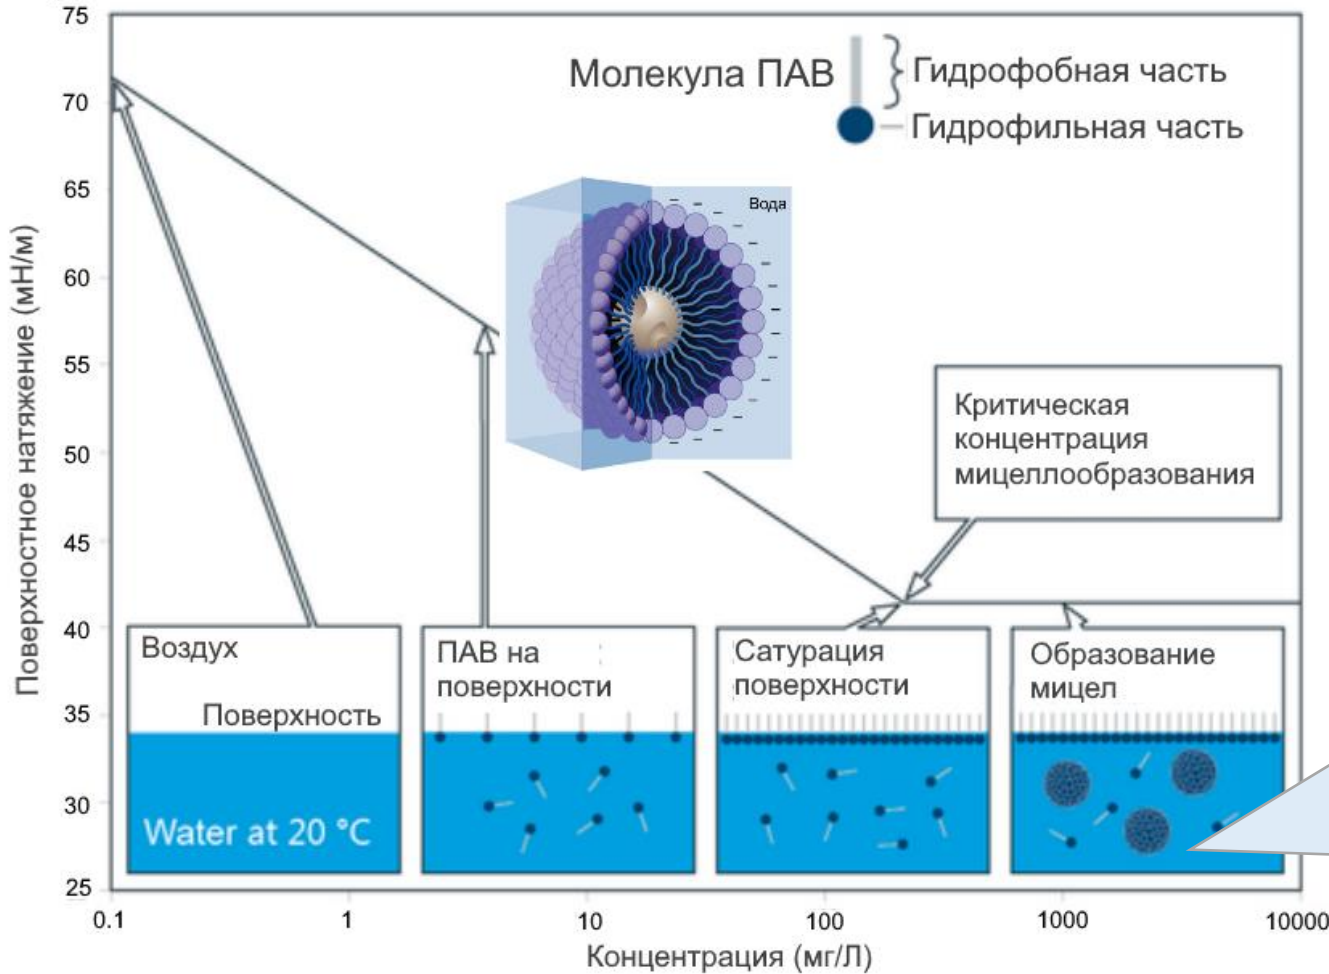 75
70
65
60
55
50
45
40
35
30
25
Поверхностное натяжение (мН/м)
Молекула ПАВ
Гидрофобная часть
Гидрофильная часть
Вода
Критическая
концентрация
мицеллообразования
Воздух
Поверхность
Water at 20 °C
ПАВ на
поверхности
Сатурация
поверхности
Образование
мицел
0.1
1
10
100
1000
10000
Концентрация (мг/Л)